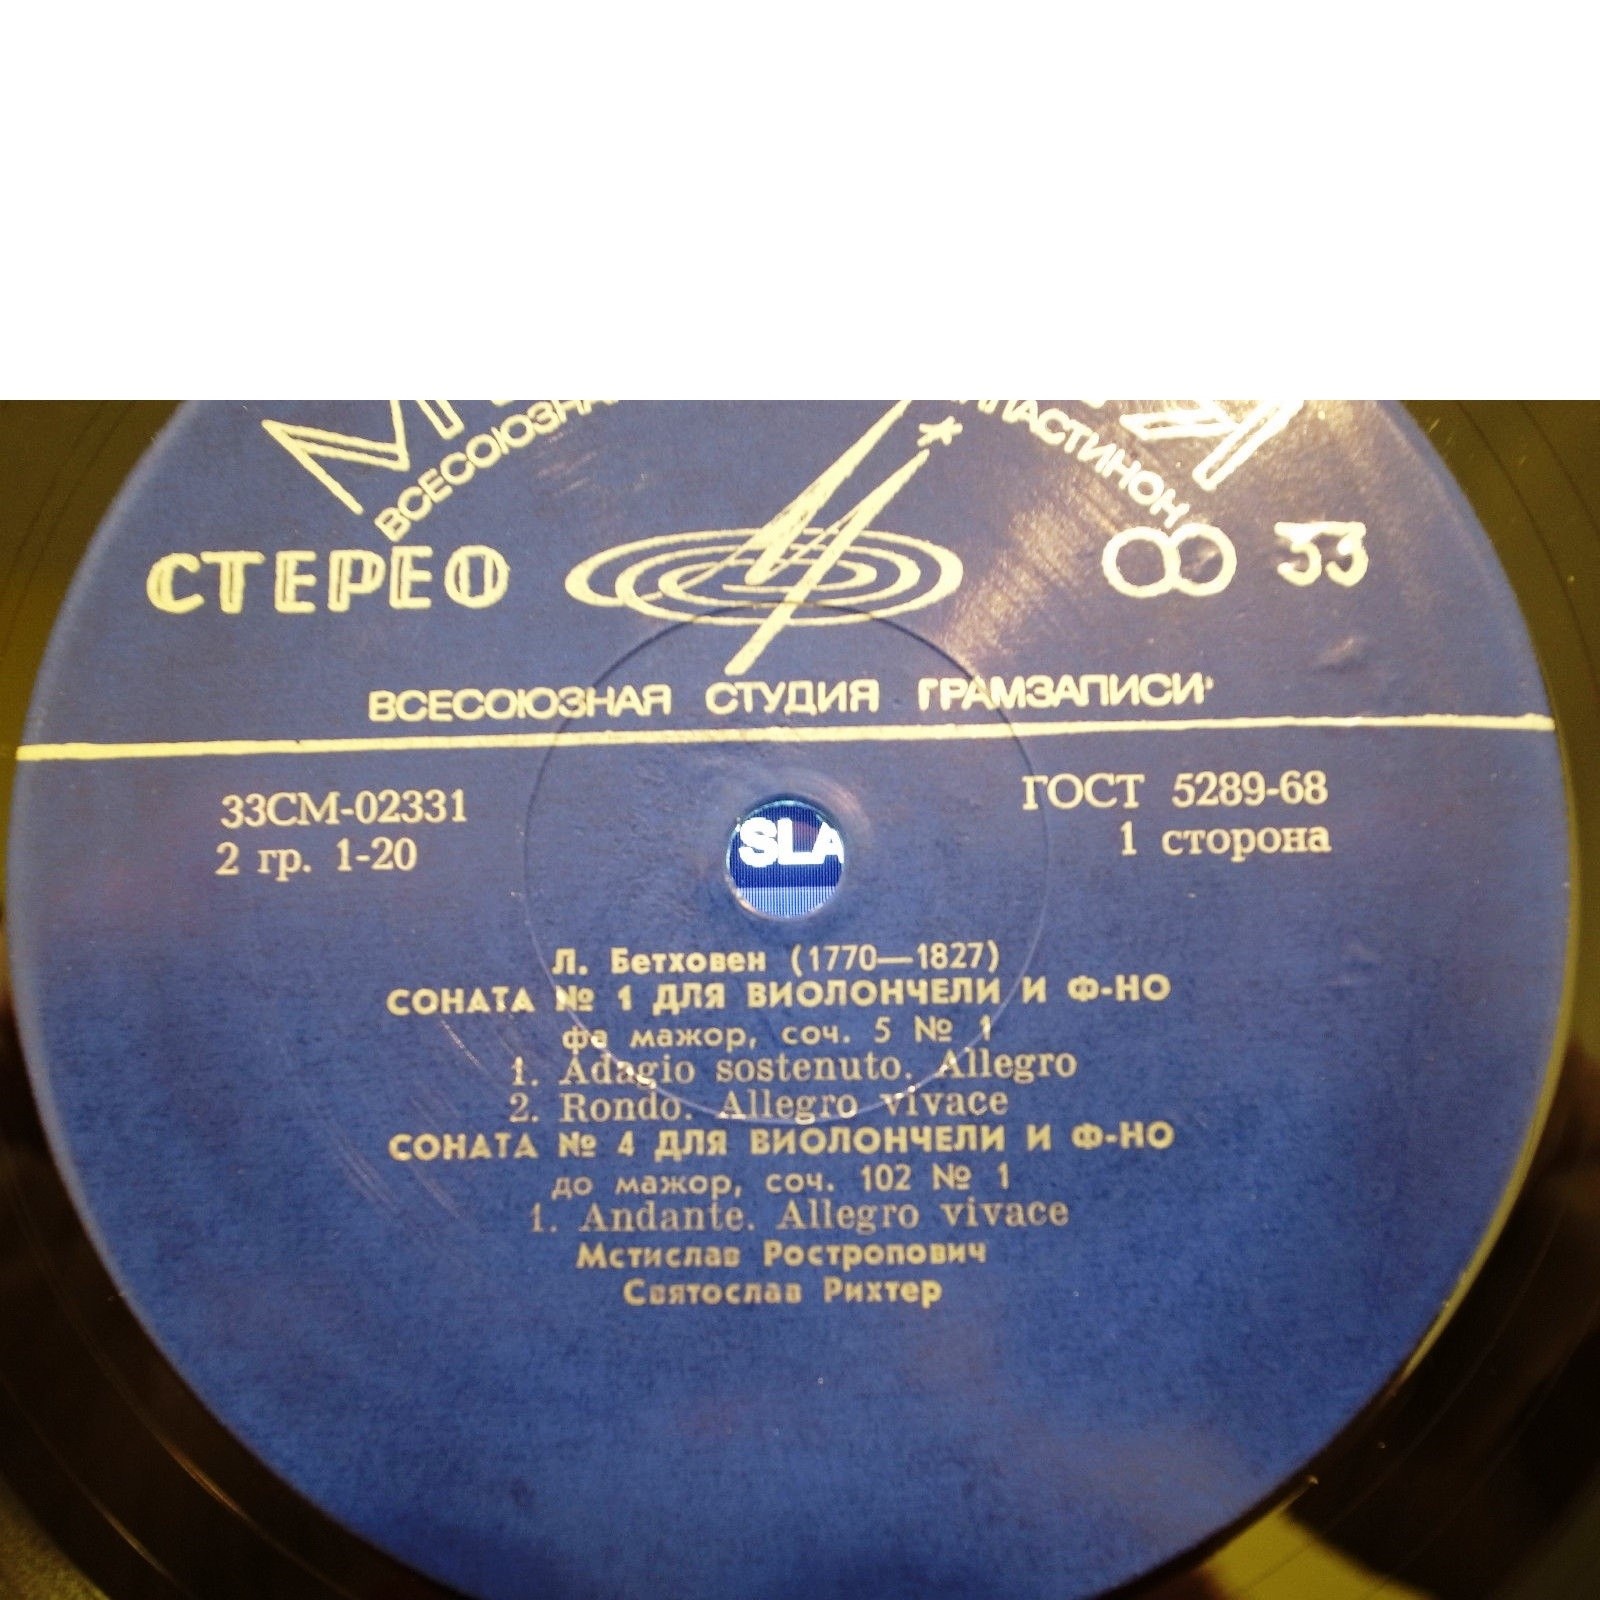 ВСЕСОЮЗНА
ПЛАСТИНОК
СТЕРЕО
33
ВСЕСОЮЗНАЯ СТУДИЯ ГРАМЗАПИСИ
33СМ-02331
ГОСТ 5289-68
2 гр. 1-20
1 сторона
SLA
Л. Бетховен (1770—1827)
СОНАТА № 1 ДЛЯ ВИОЛОНЧЕЛИ И Ф-НО
фа мажор, соч. 5 № 1
1. Adagio sostenuto. Allegro
2. Rondo. Allegro vivace
СОНАТА № 4 ДЛЯ ВИОЛОНЧЕЛИ И Ф-НО
до мажор, соч. 102 № 1
1. Andante. Allegro vivace
Мстислав Ростропович
Святослав Рихтер